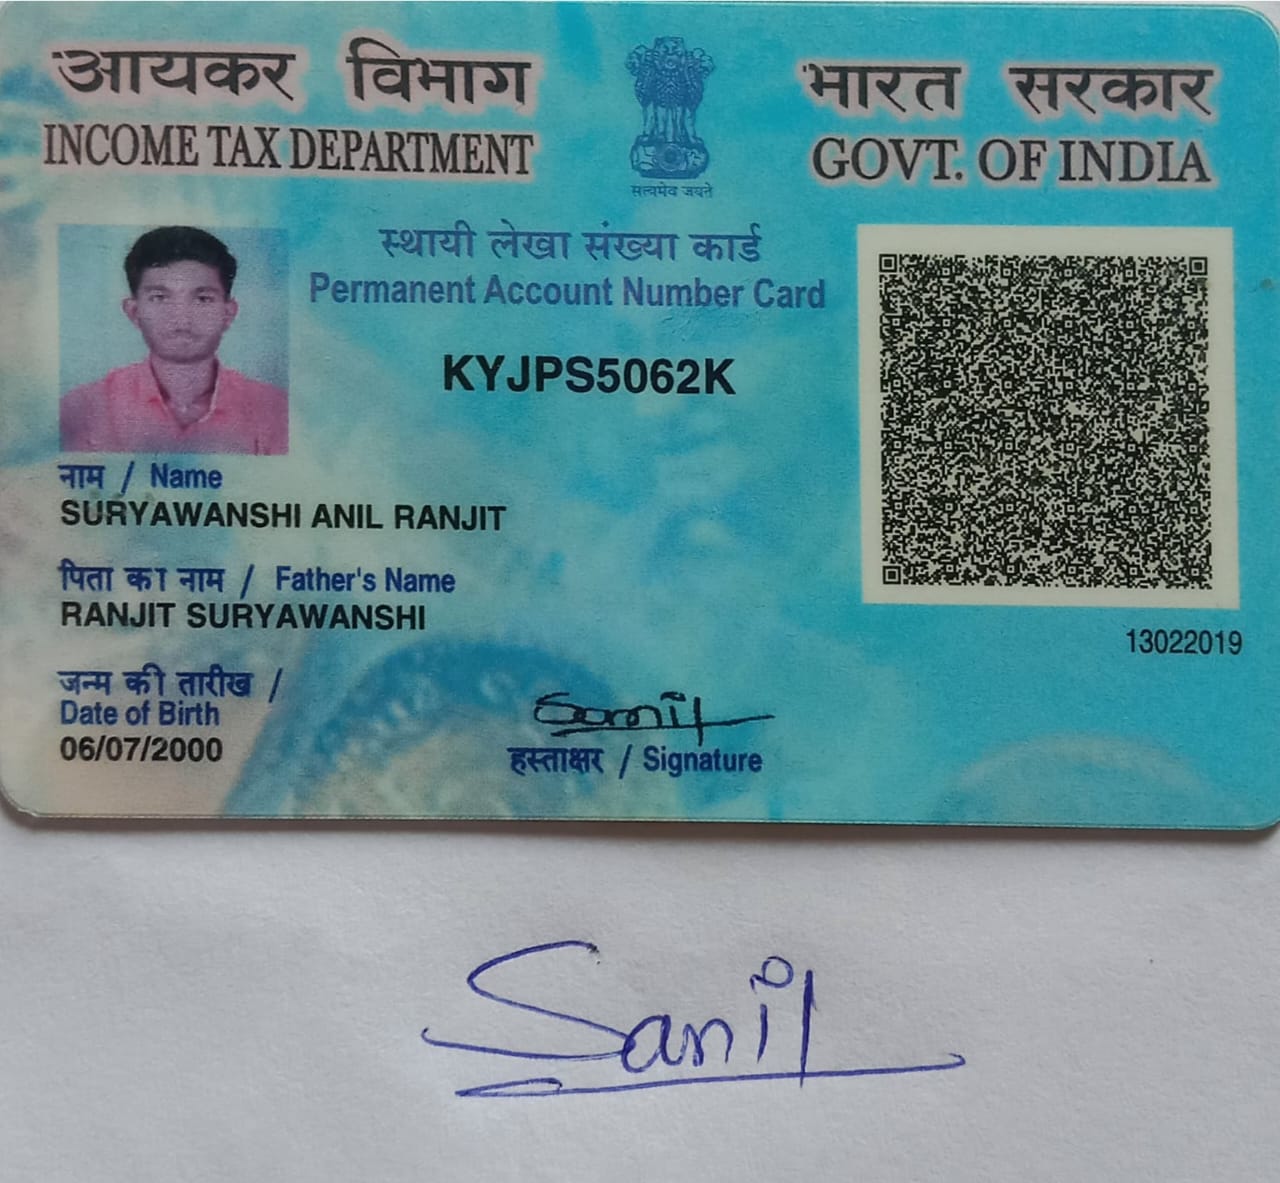 आयकर विभाग
INCOME TAX DEPARTMENT
सत्यमेव जयते
भारत सरकार
GOVT. OF INDIA
स्थायी लेखा संख्या कार्ड
Permanent Account Number Card
KYJPS5062K
नाम / Name
SURYAWANSHI ANIL RANJIT
पिता का नाम / Father's Name
RANJIT SURYAWANSHI
13022019
जन्म की तारीख /
Date of Birth
06/07/2000
Sanil
हस्ताक्षर / Signature
Sanil